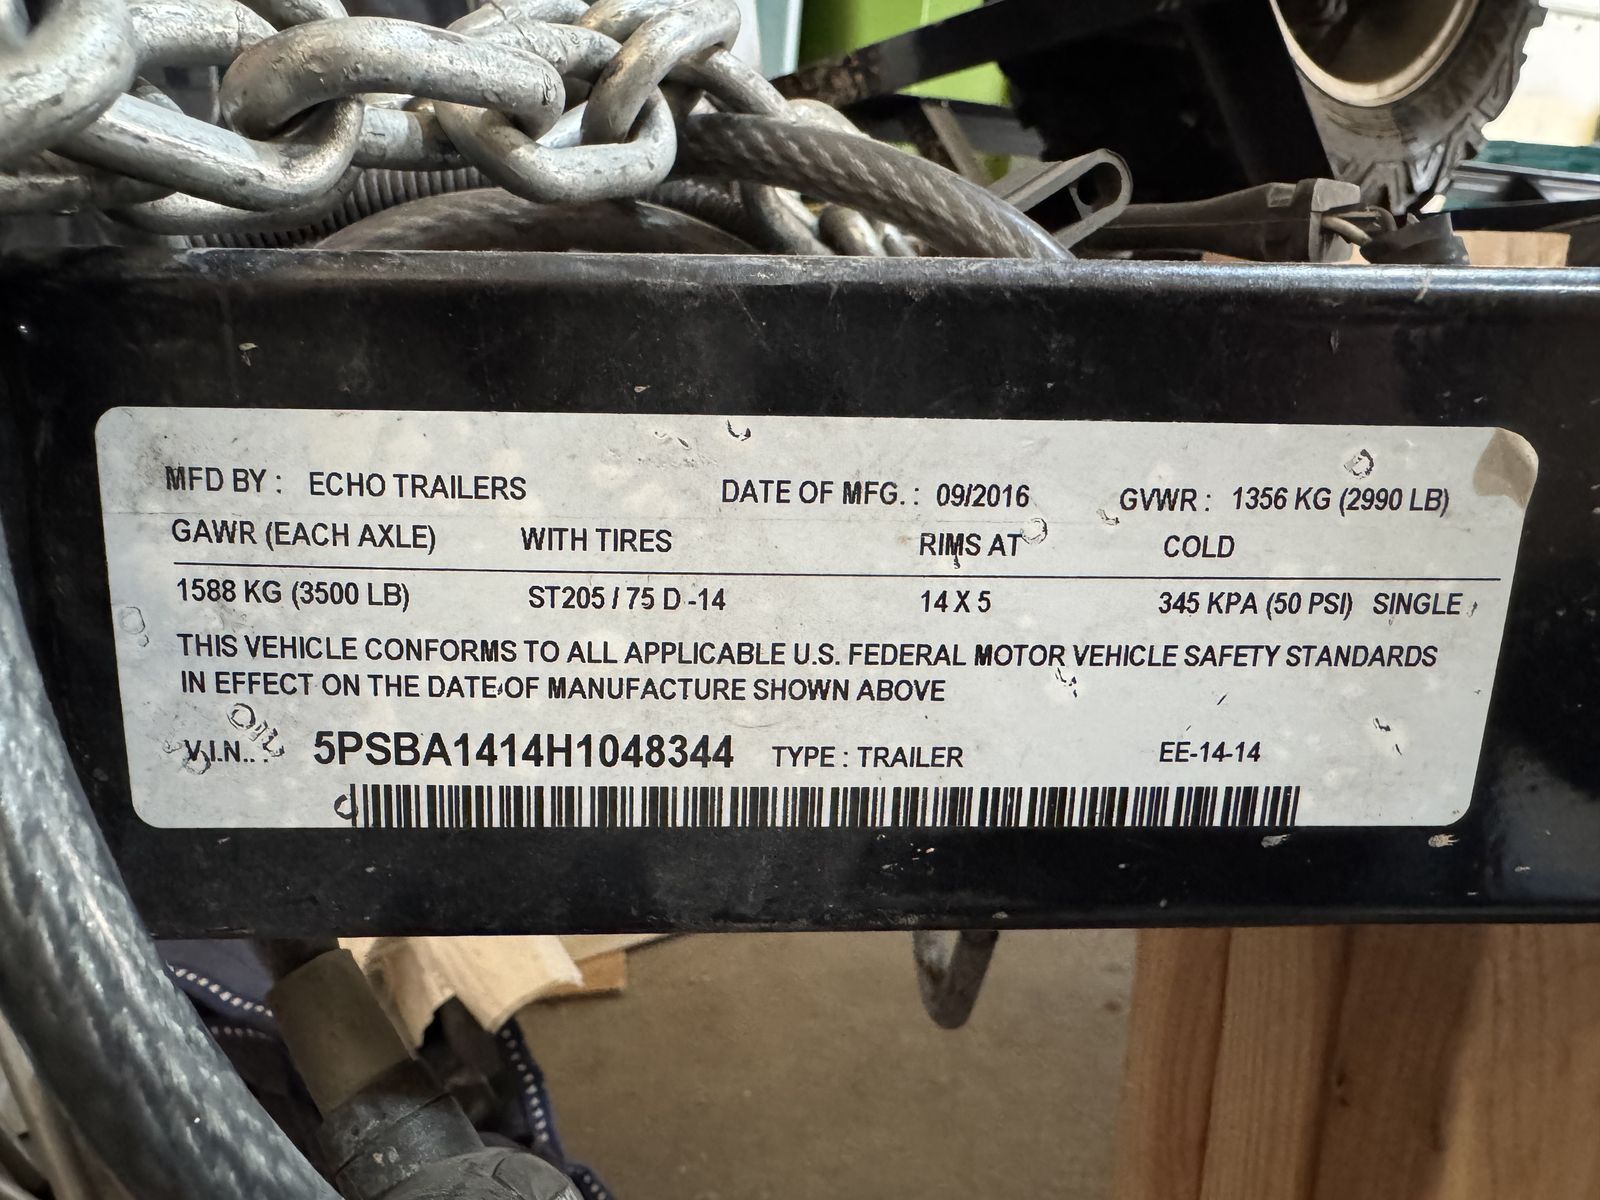 MFD BY : ECHO TRAILERS DATE OF MFG. : 09/2016 GVWR : 1356 KG (2990 LB)
GAWR (EACH AXLE) WITH TIRES RIMS AT COLD
1588 KG (3500 LB) ST205 / 75 D -14 14 X 5 345 KPA (50 PSI) SINGLE
THIS VEHICLE CONFORMS TO ALL APPLICABLE U.S. FEDERAL MOTOR VEHICLE SAFETY STANDARDS
IN EFFECT ON THE DATE OF MANUFACTURE SHOWN ABOVE
V.I.N.. : 5PSBA1414H1048344 TYPE : TRAILER EE-14-14